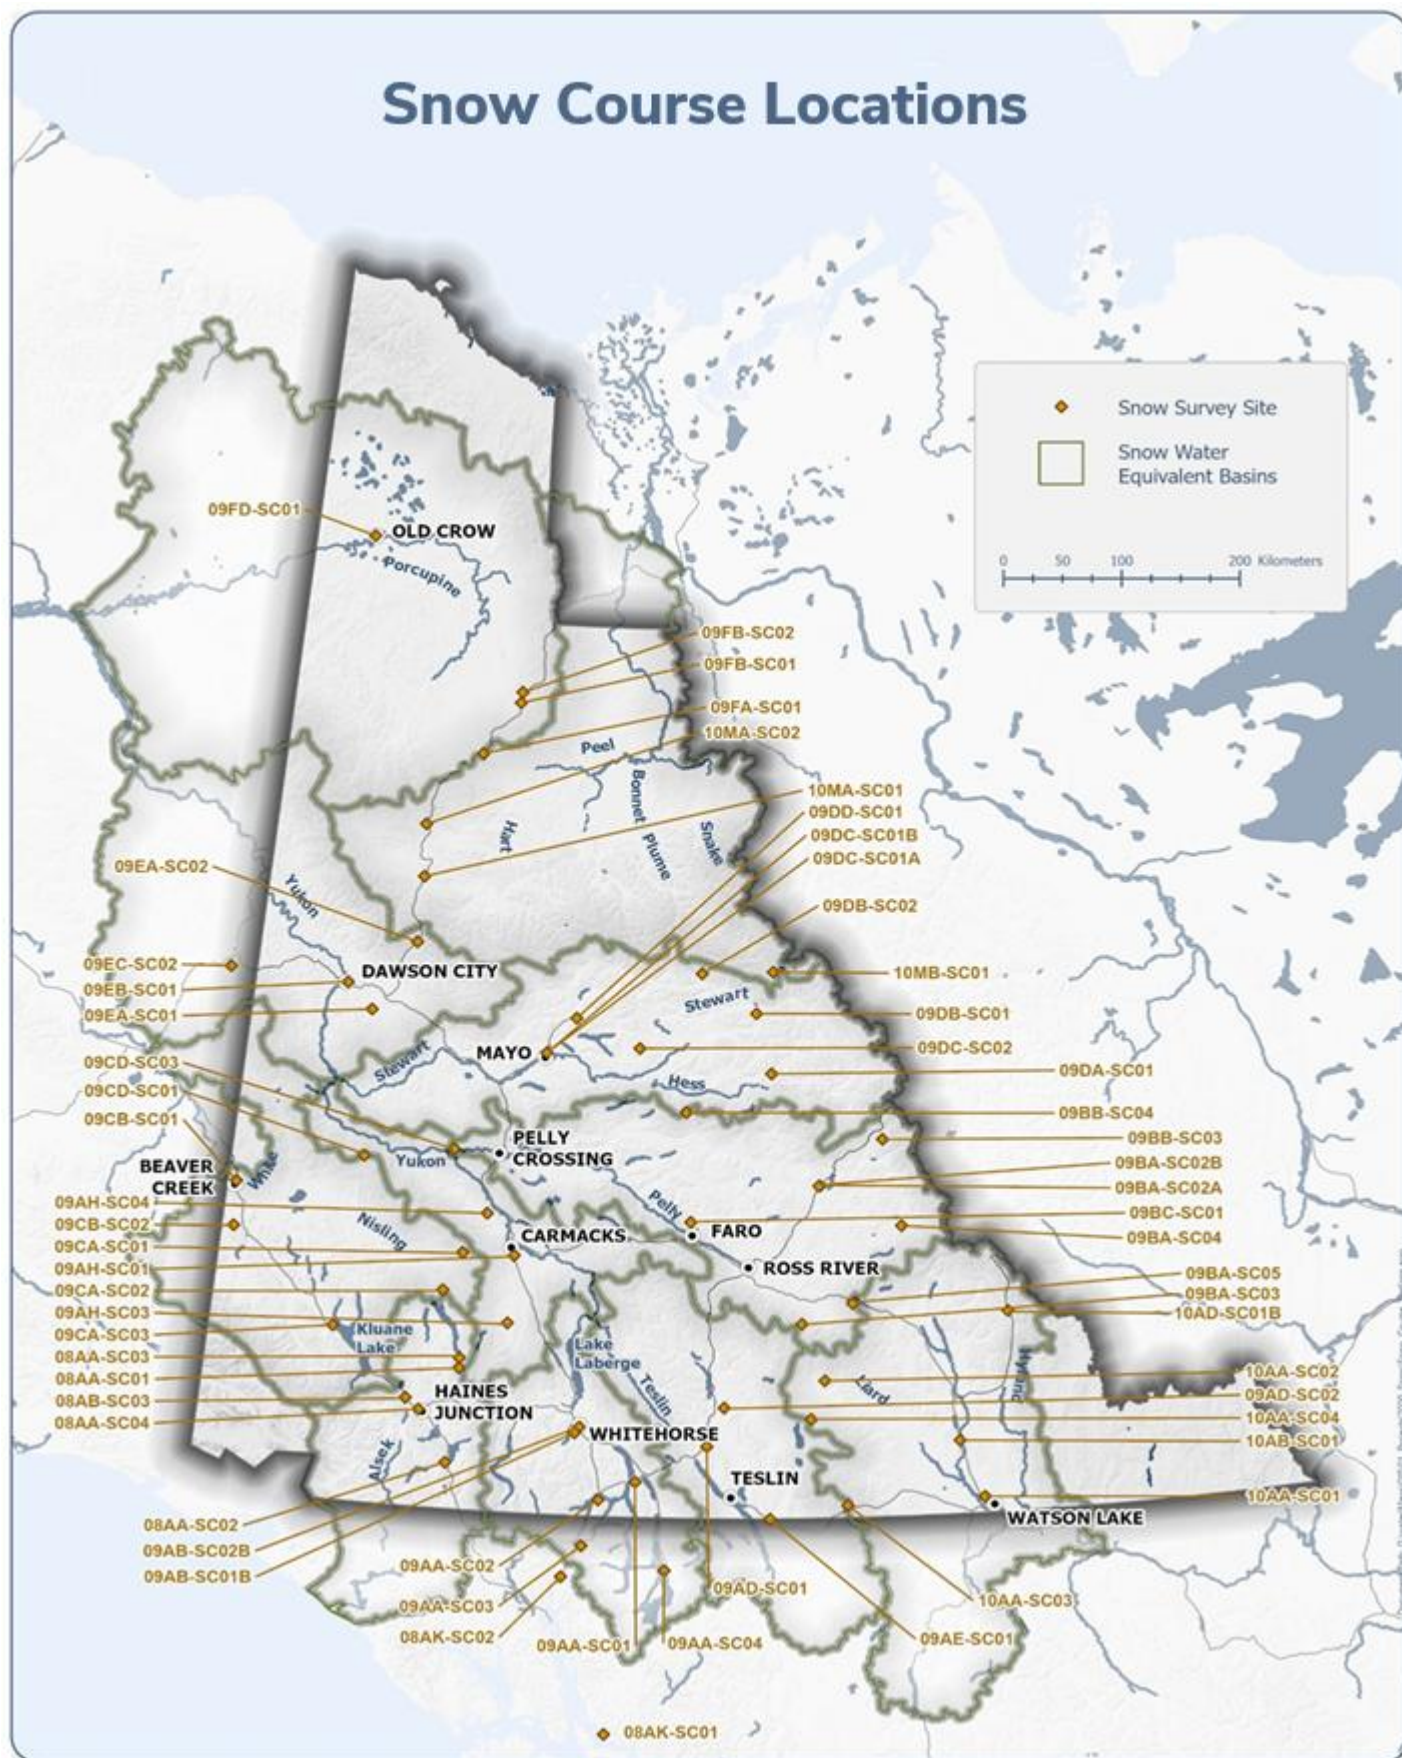 Snow Course Locations
Snow Survey Site
Snow Water
Equivalent Basins
0 50 100 200 Kilometers
09FD-SC01
OLD CROW
Porcupine
09FB-SC02
09FB-SC01
09FA-SC01
10MA-SC02
Peel
Bonnet
Plume
Hart
Snake
10MA-SC01
09DD-SC01
09DC-SC01B
09DC-SC01A
09EA-SC02
Yukon
09DB-SC02
09EC-SC02
DAWSON CITY
10MB-SC01
09EB-SC01
Stewart
09EA-SC01
09DB-SC01
MAYO
Stewart
09DC-SC02
09CD-SC03
Hess
09DA-SC01
09CD-SC01
09BB-SC04
09CB-SC01
PELLY
CROSSING
Yukon
09BB-SC03
BEAVER
CREEK
White
09BA-SC02B
09BA-SC02A
09AH-SC04
Pelly
09BC-SC01
09CB-SC02
Nisling
CARMACKS
FARO
09BA-SC04
09CA-SC01
09AH-SC01
ROSS RIVER
09BA-SC05
09CA-SC02
09BA-SC03
09AH-SC03
10AD-SC01B
09CA-SC03
Kluane
Lake
Lake
Laberge
08AA-SC03
08AA-SC01
Teslin
Liard
Hyland
10AA-SC02
08AB-SC03
HAINES
JUNCTION
09AD-SC02
08AA-SC04
10AA-SC04
WHITEHORSE
10AB-SC01
Alsek
TESLIN
10AA-SC01
WATSON LAKE
08AA-SC02
09AB-SC02B
09AB-SC01B
09AA-SC02
09AD-SC01
10AA-SC03
09AA-SC03
08AK-SC02
09AA-SC01
09AA-SC04
09AE-SC01
08AK-SC01